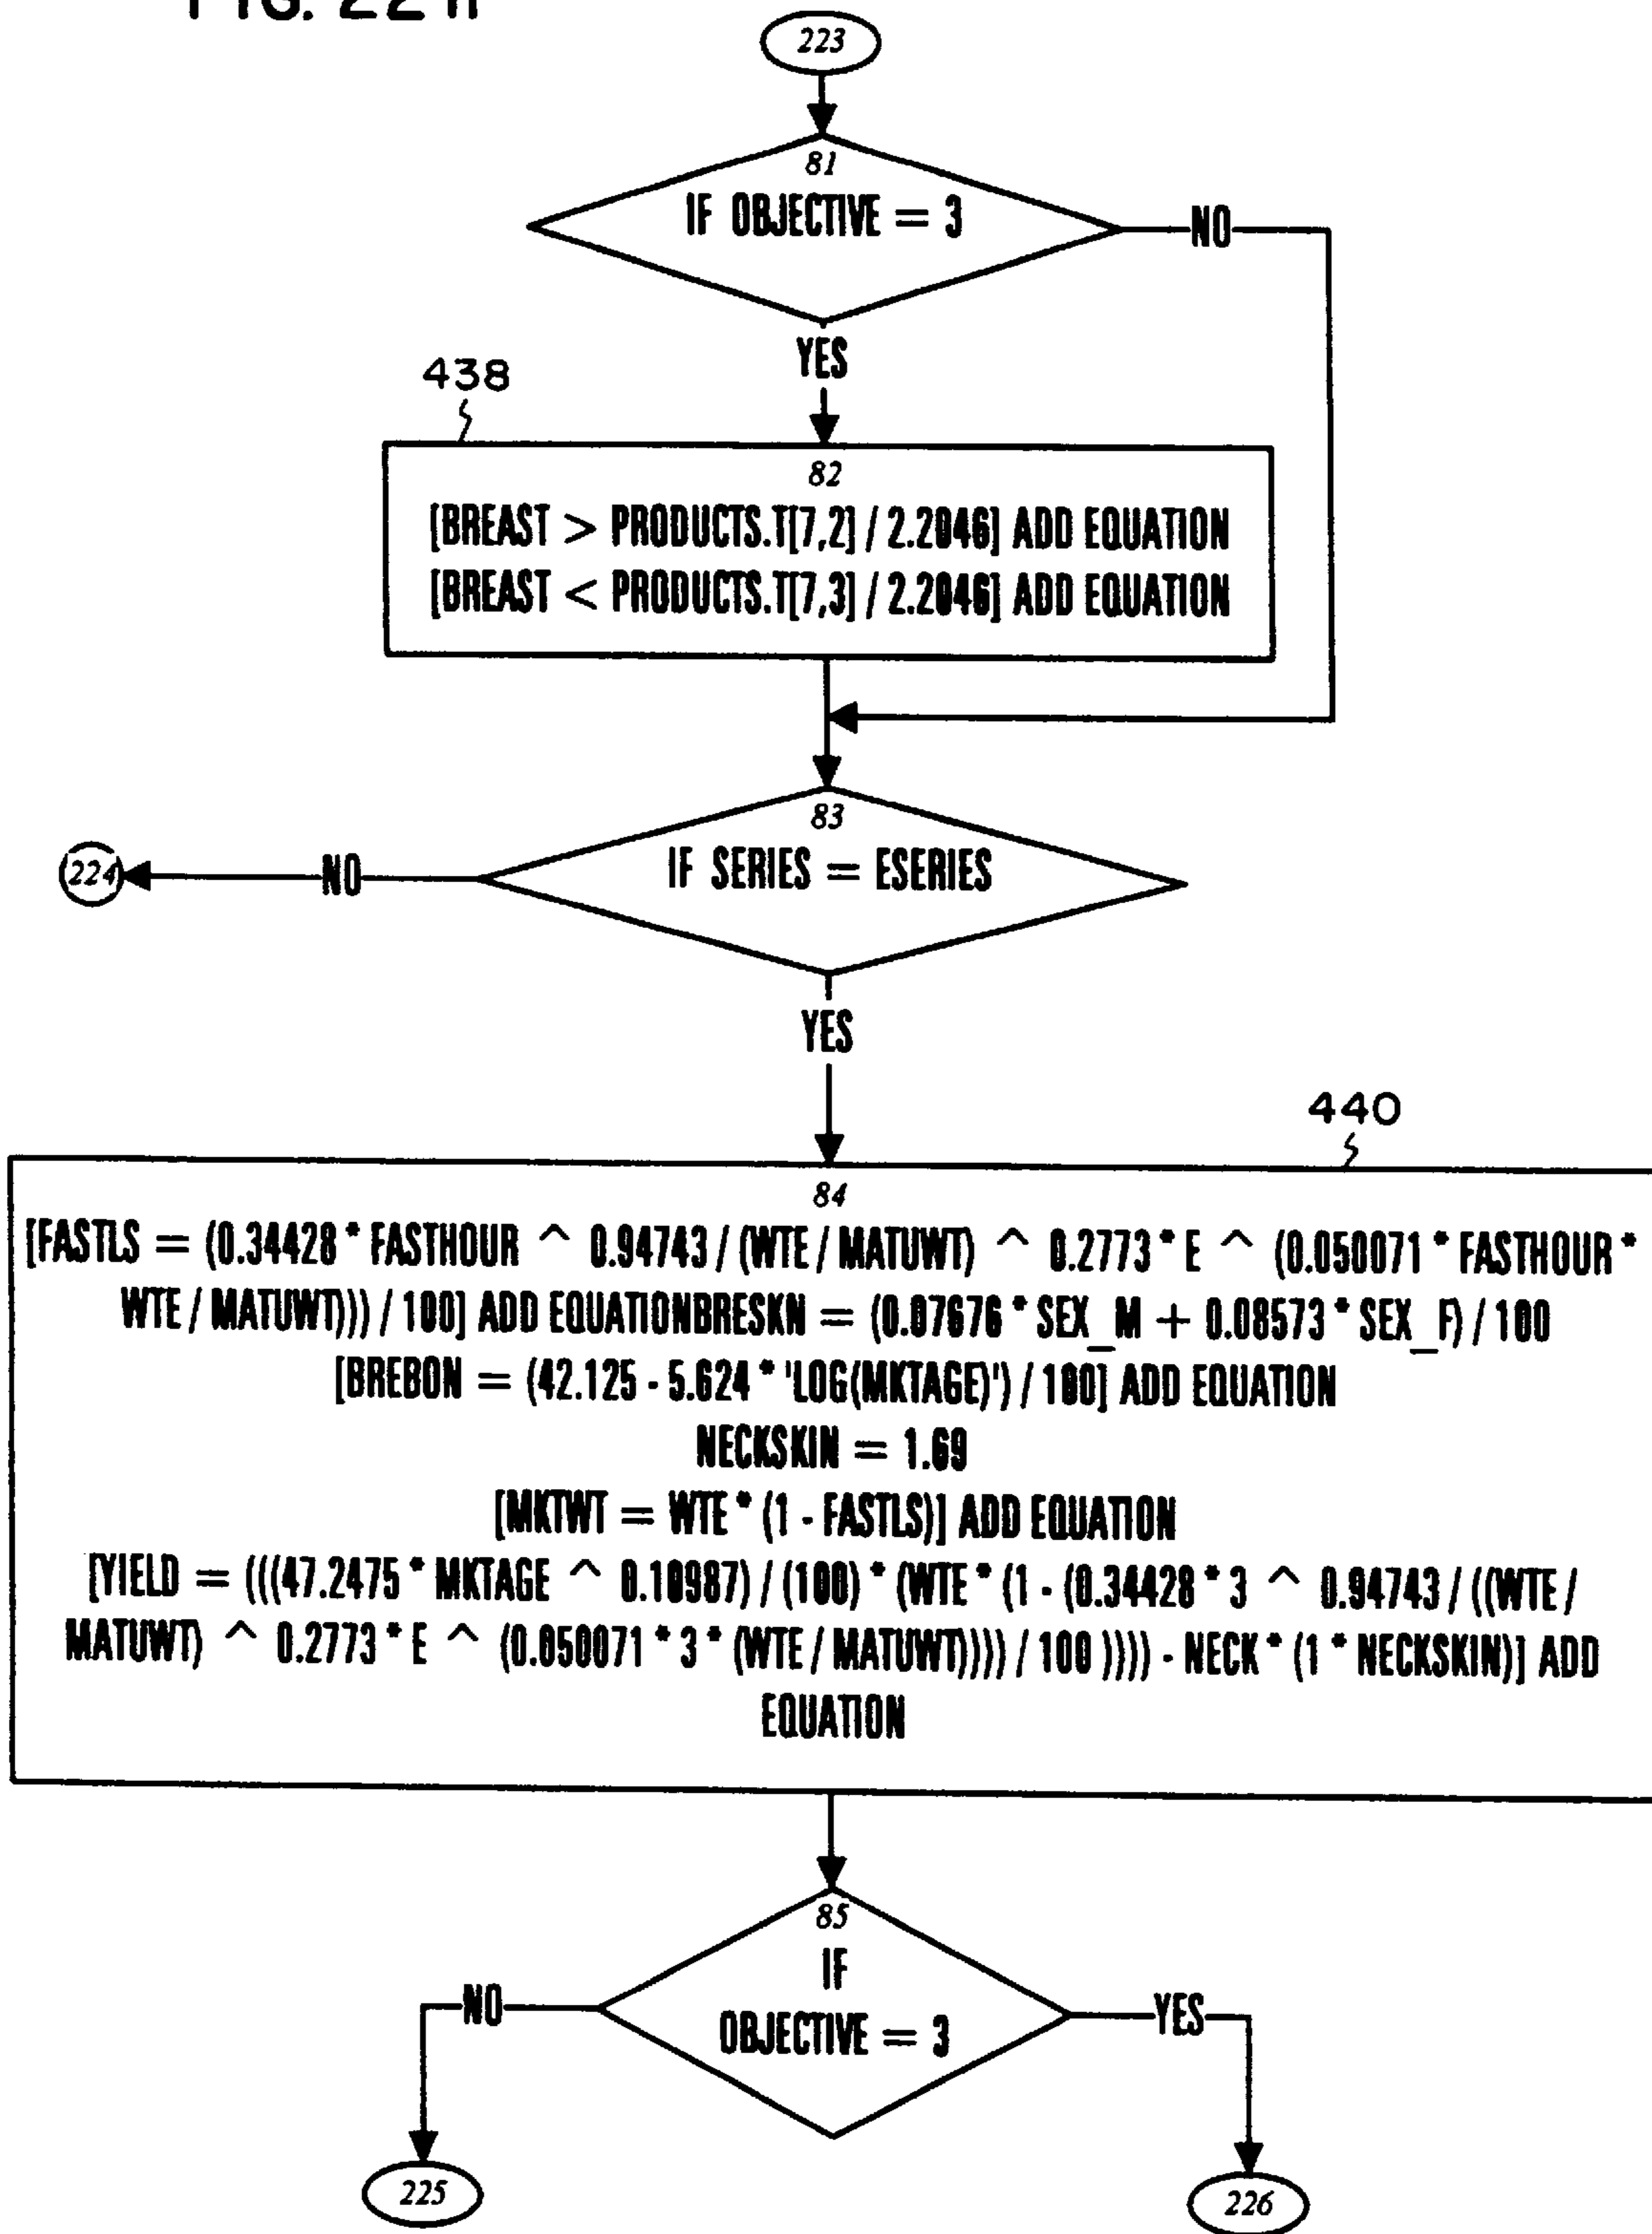 FIG. 22
223
81
IF OBJECTIVE = 3
NO
YES
438
82
[BREAST > PRODUCTS.T[7,2] / 2.2046] ADD EQUATION
[BREAST < PRODUCTS.T[7,3] / 2.2046] ADD EQUATION
83
IF SERIES = ESERIES
NO
224
YES
440
84
[FASTLS = (0.34428 * FASTHOUR ^ 0.94743 / (WTE / MATUWT) ^ 0.2773 * E ^ (0.050071 * FASTHOUR *
WTE / MATUWT))) / 100] ADD EQUATIONBRESKN = (0.07676 * SEX_M + 0.08573 * SEX_F) / 100
[BREBON = (42.125 - 5.624 * 'LOG(MKTAGE)') / 100] ADD EQUATION
NECKSKIN = 1.69
[MKTWT = WTE * (1 - FASTLS)] ADD EQUATION
[YIELD = (((47.2475 * MKTAGE ^ 0.10987) / (100) * (WTE * (1 - (0.34428 * 3 ^ 0.94743 / ((WTE /
MATUWT) ^ 0.2773 * E ^ (0.050071 * 3 * (WTE / MATUWT)))) / 100 )))) - NECK * (1 * NECKSKIN)] ADD
EQUATION
85
IF
OBJECTIVE = 3
NO
YES
225
226